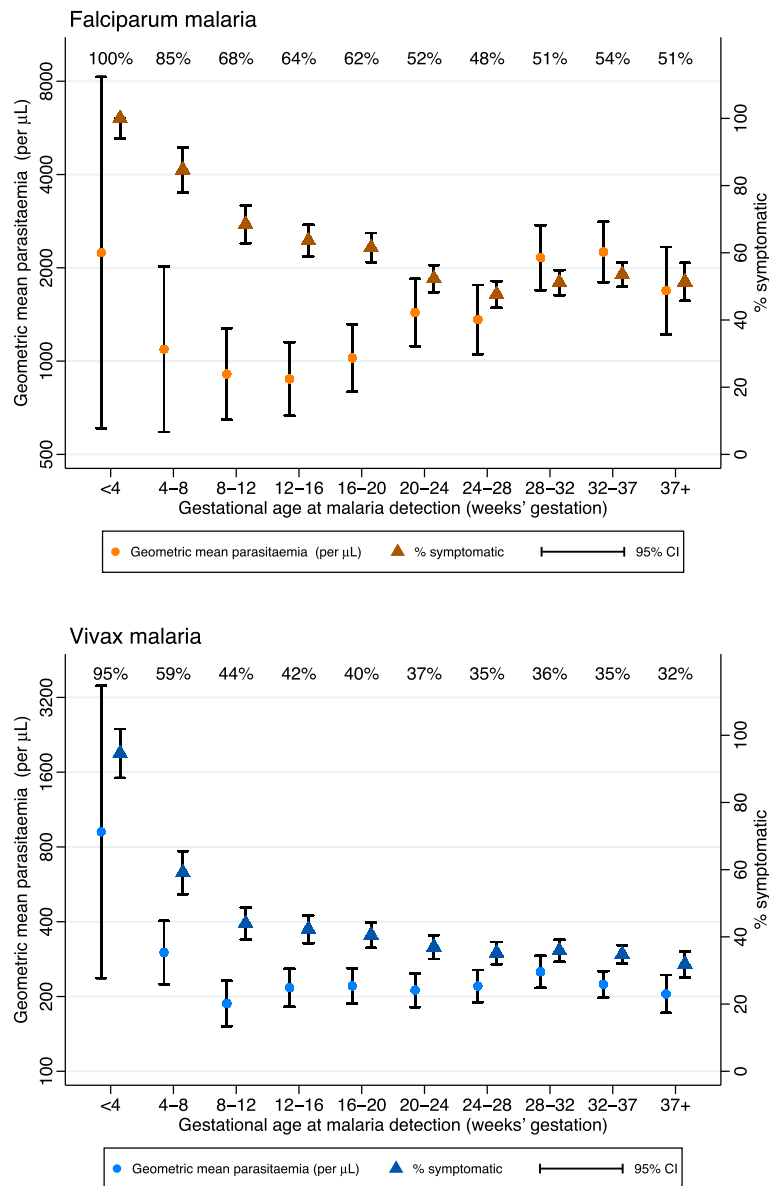 Falciparum malaria
100% 85% 68% 64% 62% 52% 48% 51% 54% 51%
Geometric mean parasitaemia (per µL)
8000
4000
2000
1000
500
100
80
60
40
20
0
% symptomatic
<4 4–8 8–12 12–16 16–20 20–24 24–28 28–32 32–37 37+
Gestational age at malaria detection (weeks' gestation)
Geometric mean parasitaemia (per µL) % symptomatic 95% CI
Vivax malaria
95% 59% 44% 42% 40% 37% 35% 36% 35% 32%
Geometric mean parasitaemia (per µL)
3200
1600
800
400
200
100
100
80
60
40
20
0
% symptomatic
<4 4–8 8–12 12–16 16–20 20–24 24–28 28–32 32–37 37+
Gestational age at malaria detection (weeks' gestation)
Geometric mean parasitaemia (per µL) % symptomatic 95% CI